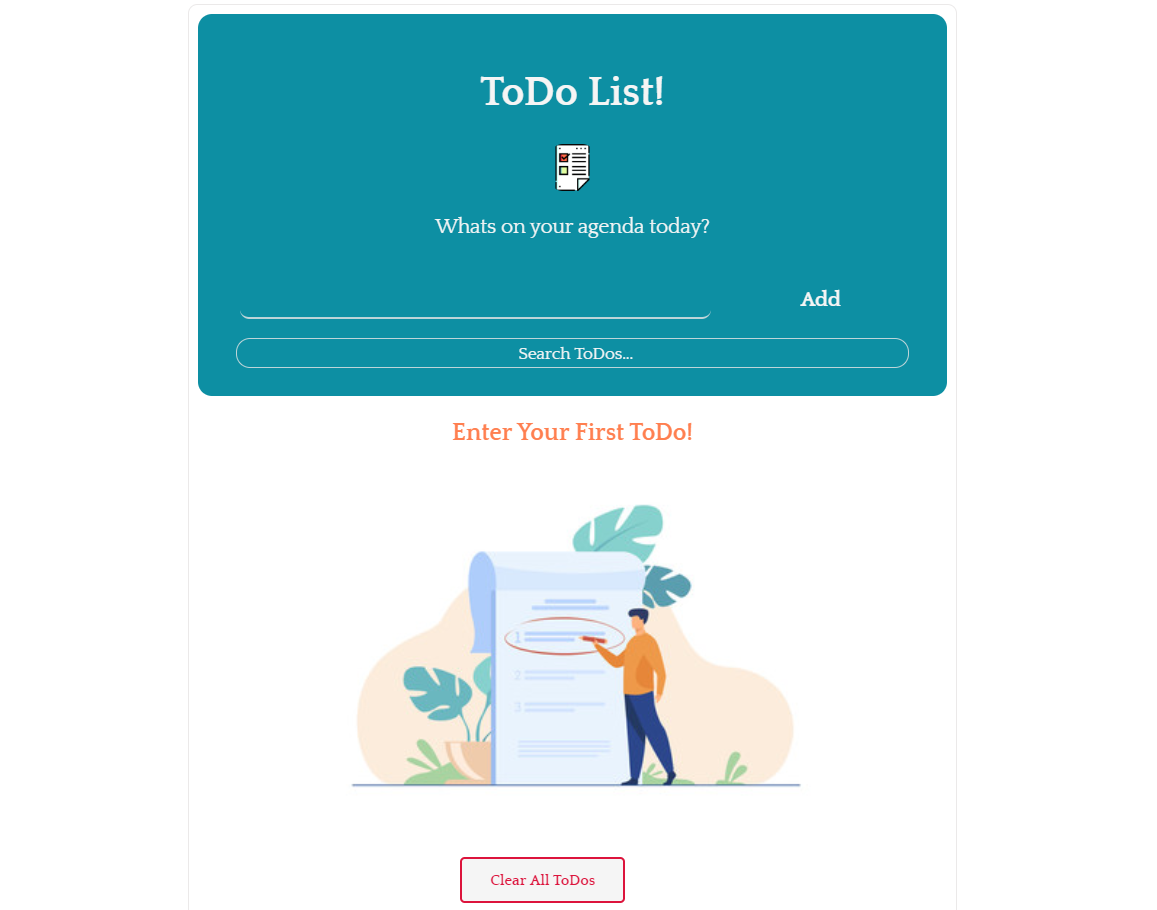 ToDo List!
Whats on your agenda today?
Add
Search ToDos...
Enter Your First ToDo!
1
2
3
Clear All ToDos